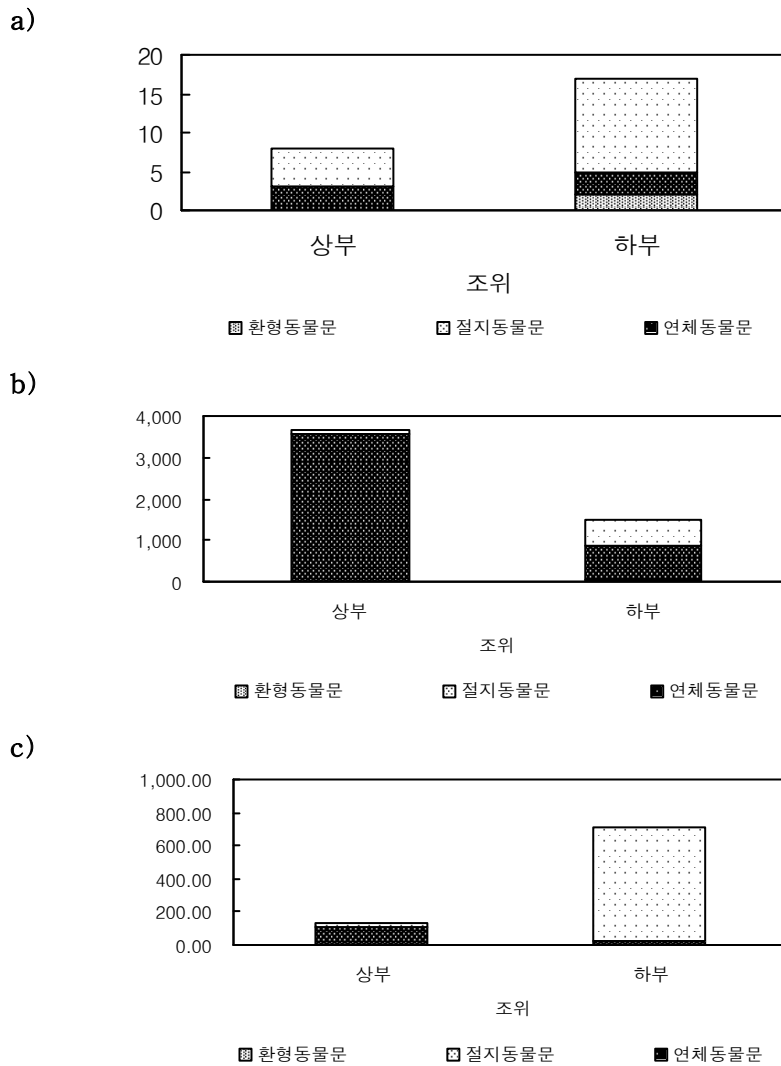 a)
20
15
10
5
0
상부 하부
조위
환형동물문 절지동물문 연체동물문
b)
4,000
3,000
2,000
1,000
0
상부 하부
조위
환형동물문 절지동물문 연체동물문
c)
1,000.00
800.00
600.00
400.00
200.00
0.00
상부 하부
조위
환형동물문 절지동물문 연체동물문